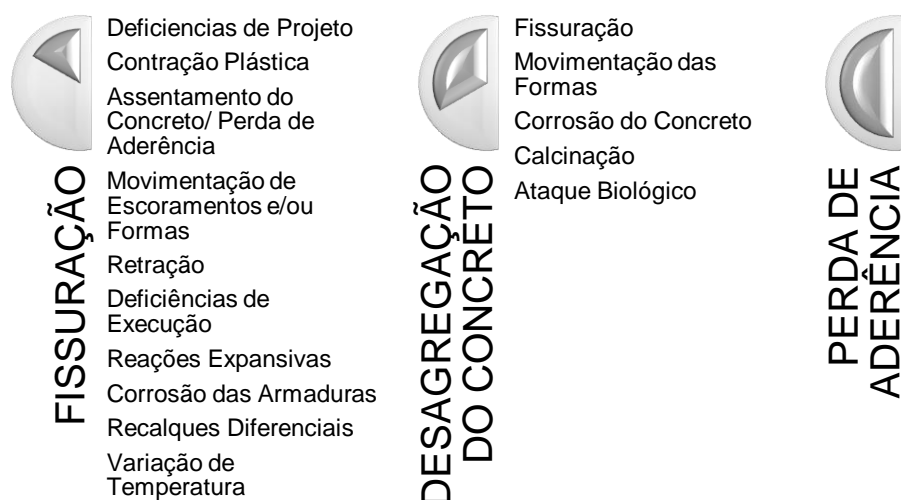 FISSURAÇÃO
Deficiencias de Projeto
Contração Plástica
Assentamento do
Concreto/ Perda de
Aderência
Movimentação de
Escoramentos e/ou
Formas
Retração
Deficiências de
Execução
Reações Expansivas
Corrosão das Armaduras
Recalques Diferenciais
Variação de
Temperatura
DESAGREGAÇÃO
DO CONCRETO
Fissuração
Movimentação das
Formas
Corrosão do Concreto
Calcinação
Ataque Biológico
PERDA DE
ADERÊNCIA